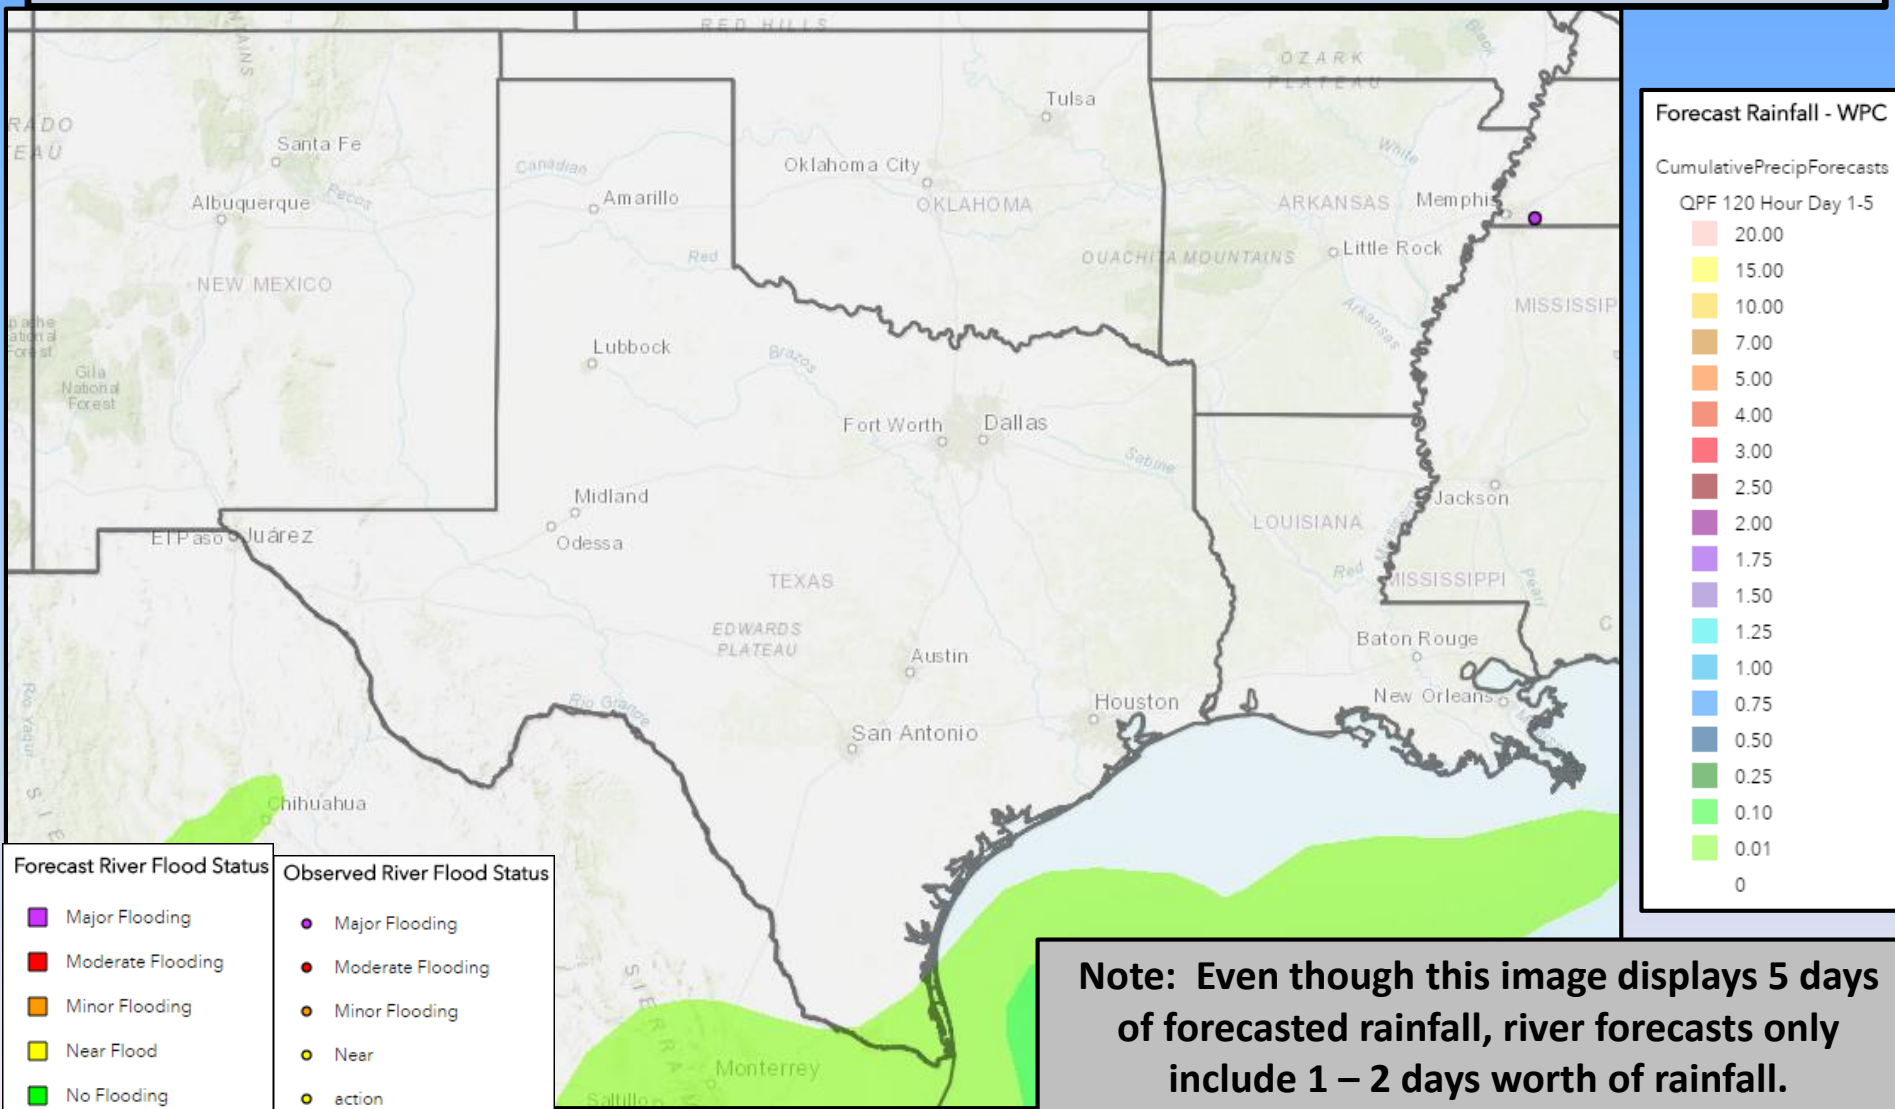 RED HILLS
OZARK
PLATEAU
Black
Tulsa
RADO
EAU
Santa Fe
Canadian
Oklahoma City
White
Pecos
Albuquerque
Amarillo
OKLAHOMA
ARKANSAS
Memphis
Red
OUACHITA MOUNTAINS
Little Rock
NEW MEXICO
Arkansas
MISSISSIP
Lubbock
Brazos
Gila
National
Forest
Fort Worth
Dallas
Sabine
Midland
Jackson
Odessa
LOUISIANA
El Paso
Juárez
TEXAS
Red
MISSISSIPPI
Pearl
EDWARDS
PLATEAU
Austin
Baton Rouge
C
Rio Grande
Houston
New Orleans
San Antonio
Rio Yaqui
Chihuahua
SIE
SIERRA
Monterrey
Saltillo
Forecast Rainfall - WPC
CumulativePrecipForecasts
QPF 120 Hour Day 1-5
20.00
15.00
10.00
7.00
5.00
4.00
3.00
2.50
2.00
1.75
1.50
1.25
1.00
0.75
0.50
0.25
0.10
0.01
0
Forecast River Flood Status
Major Flooding
Moderate Flooding
Minor Flooding
Near Flood
No Flooding
Observed River Flood Status
Major Flooding
Moderate Flooding
Minor Flooding
Near
action
Note:  Even though this image displays 5 days
of forecasted rainfall, river forecasts only
include 1 – 2 days worth of rainfall.